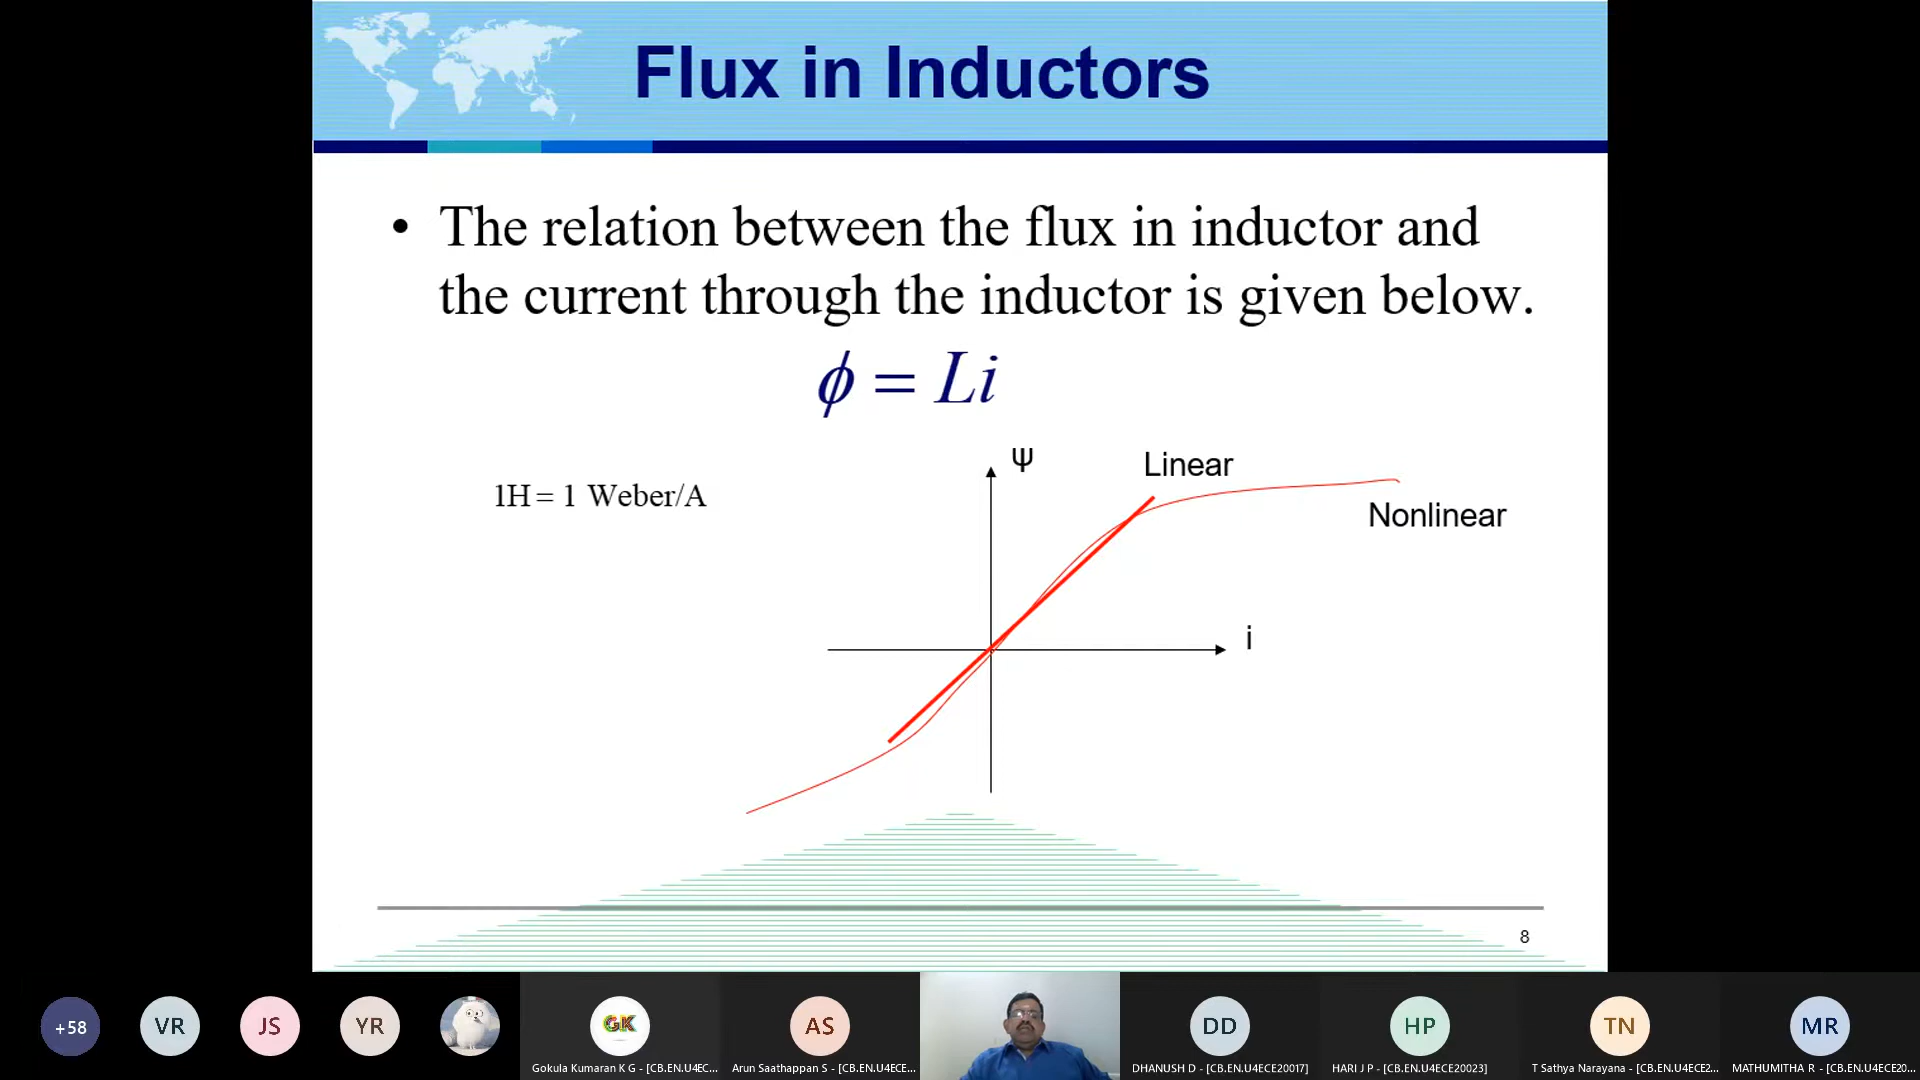 Flux in Inductors
• The relation between the flux in inductor and
the current through the inductor is given below.
ϕ = Li
ψ
Linear
1H = 1 Weber/A
Nonlinear
i
8
+58
VR
JS
YR
GK
AS
DD
HP
TN
MR
Gokula Kumaran K G - [CB.EN.U4EC...
Arun Saathappan S - [CB.EN.U4ECE...
DHANUSH D - [CB.EN.U4ECE20017]
HARI J P - [CB.EN.U4ECE20023]
T Sathya Narayana - [CB.EN.U4ECE2...
MATHUMITHA R - [CB.EN.U4ECE20...